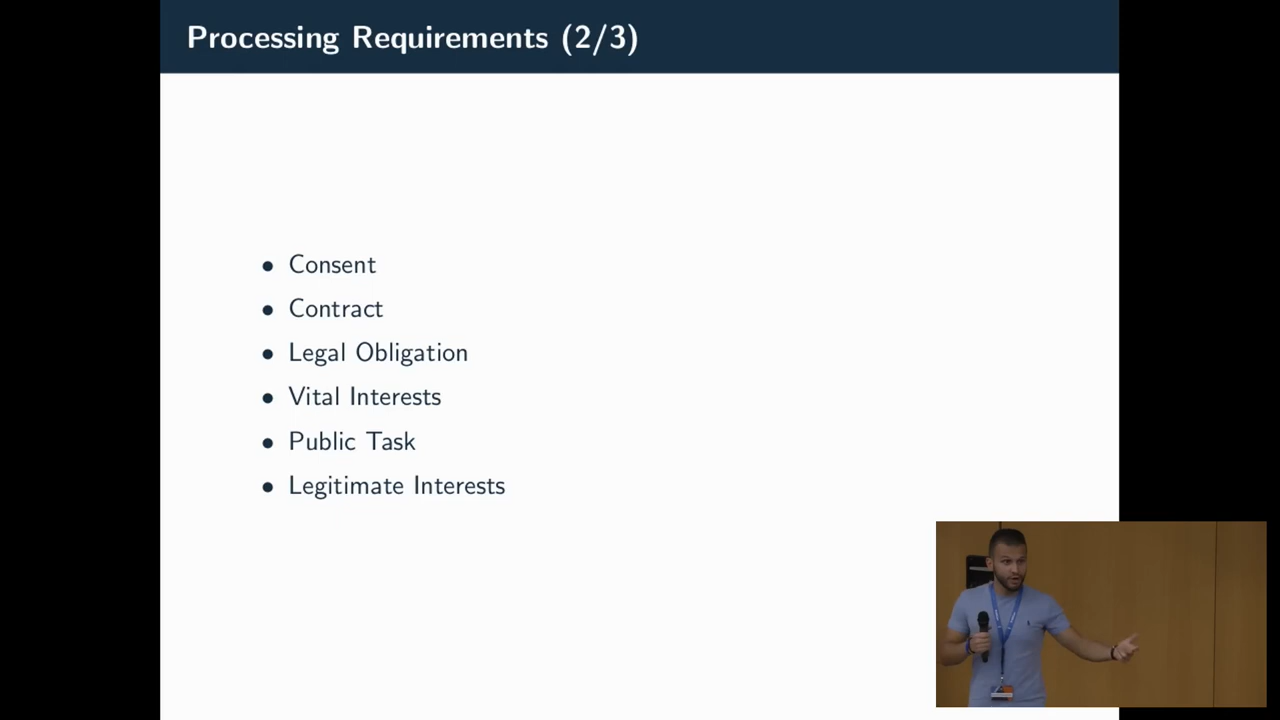 Processing Requirements (2/3)
• Consent
• Contract
• Legal Obligation
• Vital Interests
• Public Task
• Legitimate Interests